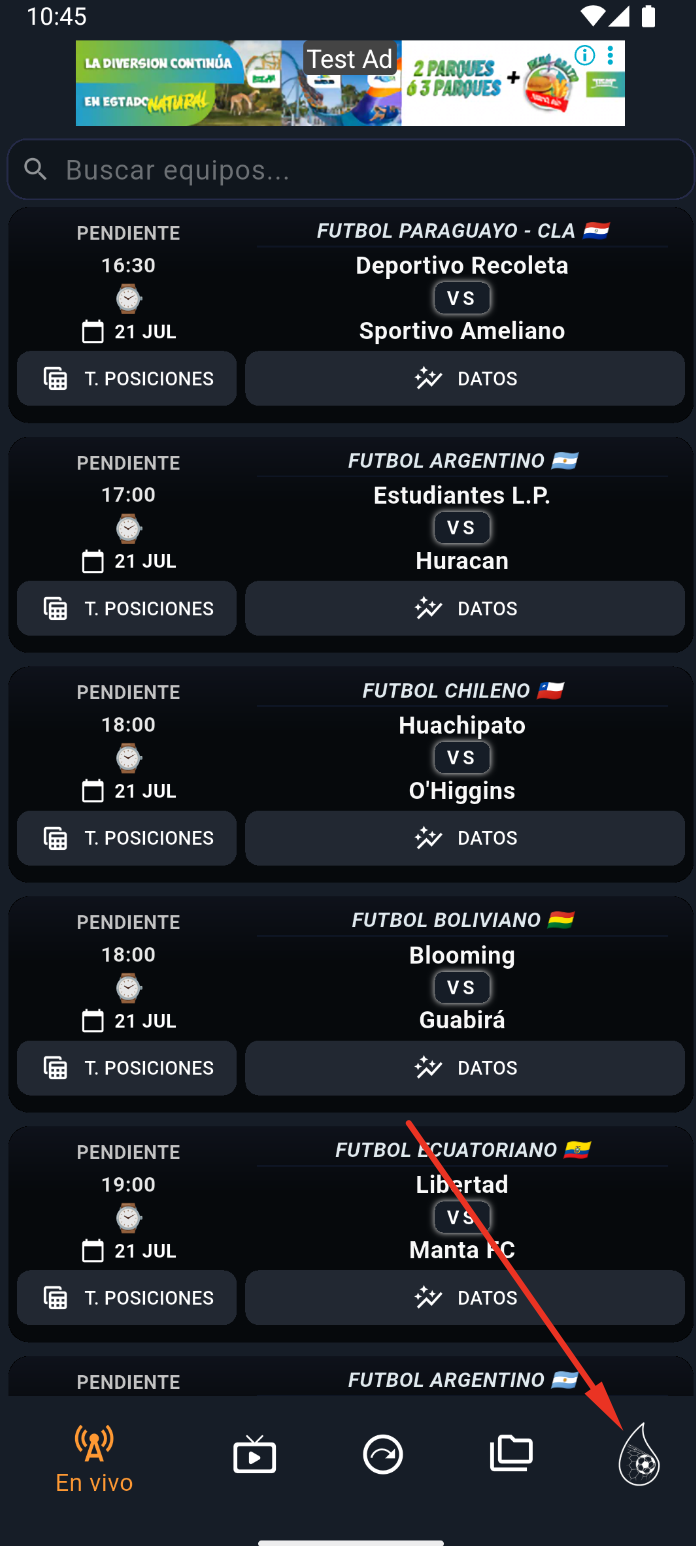 10:45
LA DIVERSION CONTINÚA
EN ESTADO NATURAL
Test Ad
2 PARQUES
Ó 3 PARQUES
+
Buscar equipos...
PENDIENTE
16:30
21 JUL
FUTBOL PARAGUAYO - CLA
Deportivo Recoleta
VS
Sportivo Ameliano
T. POSICIONES
DATOS
PENDIENTE
17:00
21 JUL
FUTBOL ARGENTINO
Estudiantes L.P.
VS
Huracan
T. POSICIONES
DATOS
PENDIENTE
18:00
21 JUL
FUTBOL CHILENO
Huachipato
VS
O'Higgins
T. POSICIONES
DATOS
PENDIENTE
18:00
21 JUL
FUTBOL BOLIVIANO
Blooming
VS
Guabirá
T. POSICIONES
DATOS
PENDIENTE
19:00
21 JUL
FUTBOL ECUATORIANO
Libertad
VS
Manta FC
T. POSICIONES
DATOS
PENDIENTE
FUTBOL ARGENTINO
En vivo